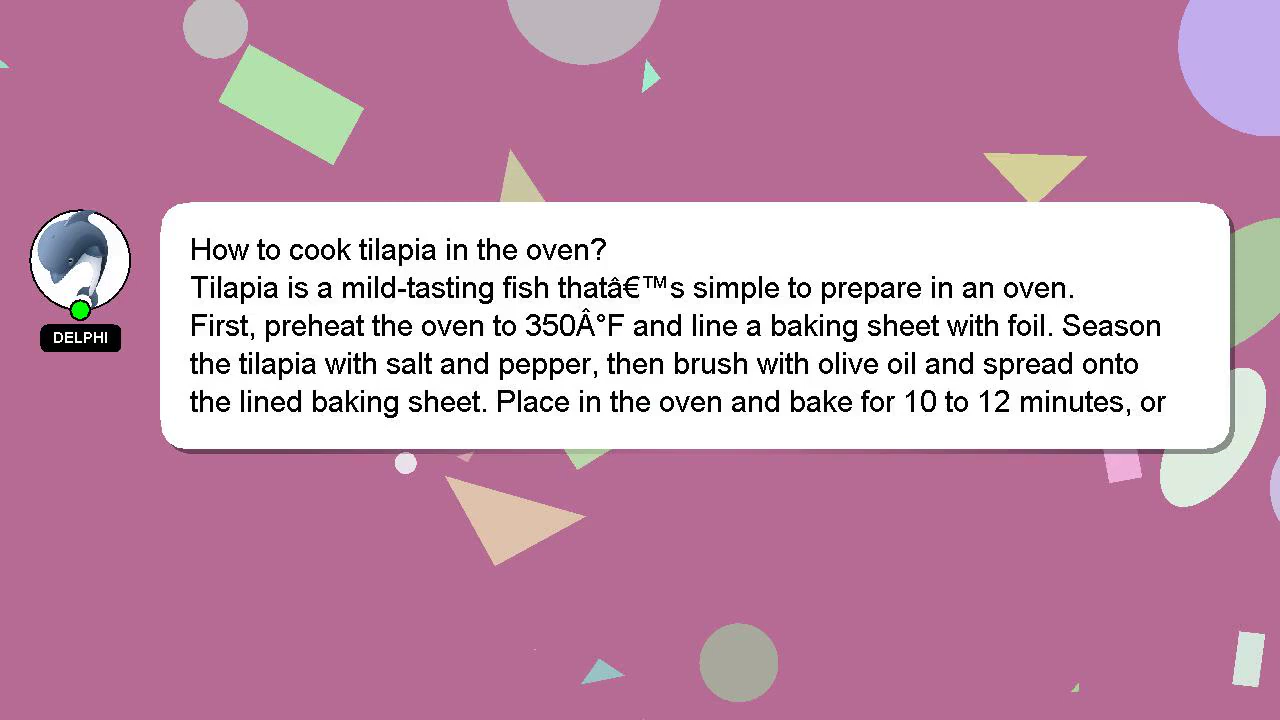 DELPHI
How to cook tilapia in the oven?
Tilapia is a mild-tasting fish thatâ€™s simple to prepare in an oven.
First, preheat the oven to 350Â°F and line a baking sheet with foil. Season
the tilapia with salt and pepper, then brush with olive oil and spread onto
the lined baking sheet. Place in the oven and bake for 10 to 12 minutes, or